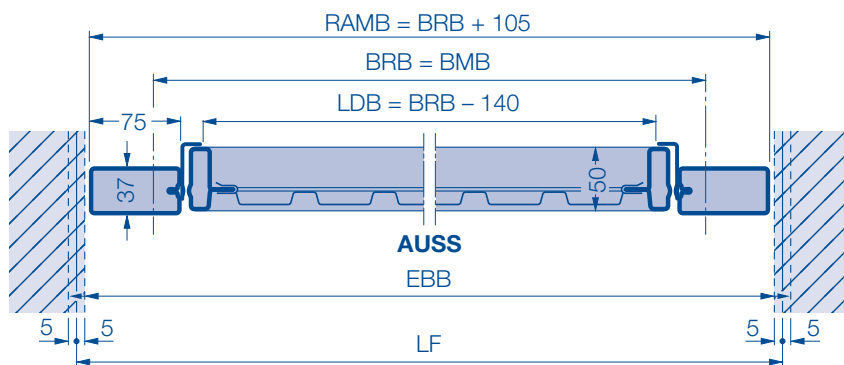 RAMB = BRB + 105
BRB = BMB
LDB = BRB – 140
75
37
50
AUSS
EBB
5 5
5 5
LF